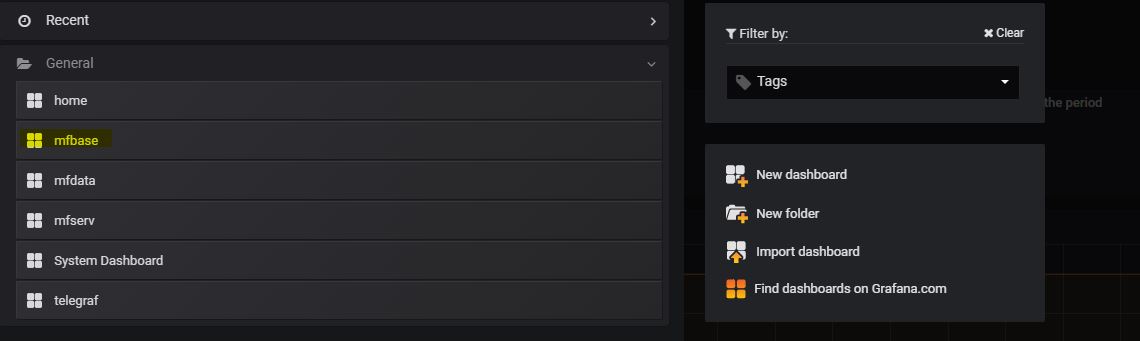 Recent
General
home
mfbase
mfdata
mfserv
System Dashboard
telegraf
Filter by:
Clear
Tags
the period
New dashboard
New folder
Import dashboard
Find dashboards on Grafana.com